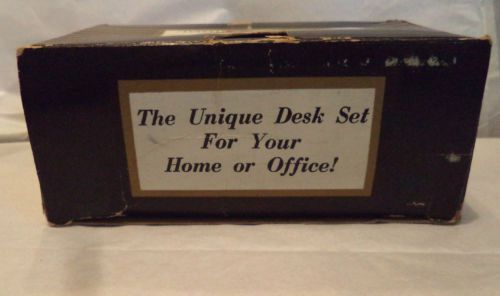 The Unique Desk Set
For Your
Home or Office!